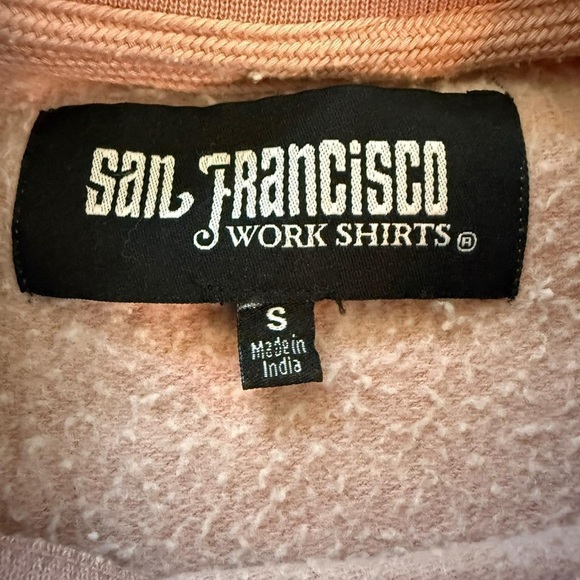 San Francisco
WORK SHIRTS ®
S
Made in
India